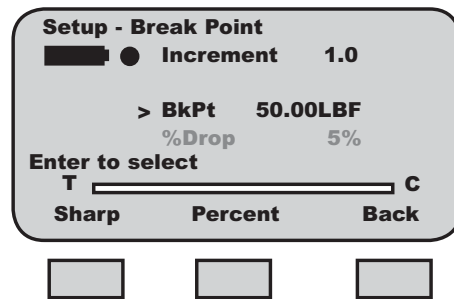 Setup - Break Point
Increment 1.0
> BkPt 50.00LBF
%Drop 5%
Enter to select
T C
Sharp Percent Back